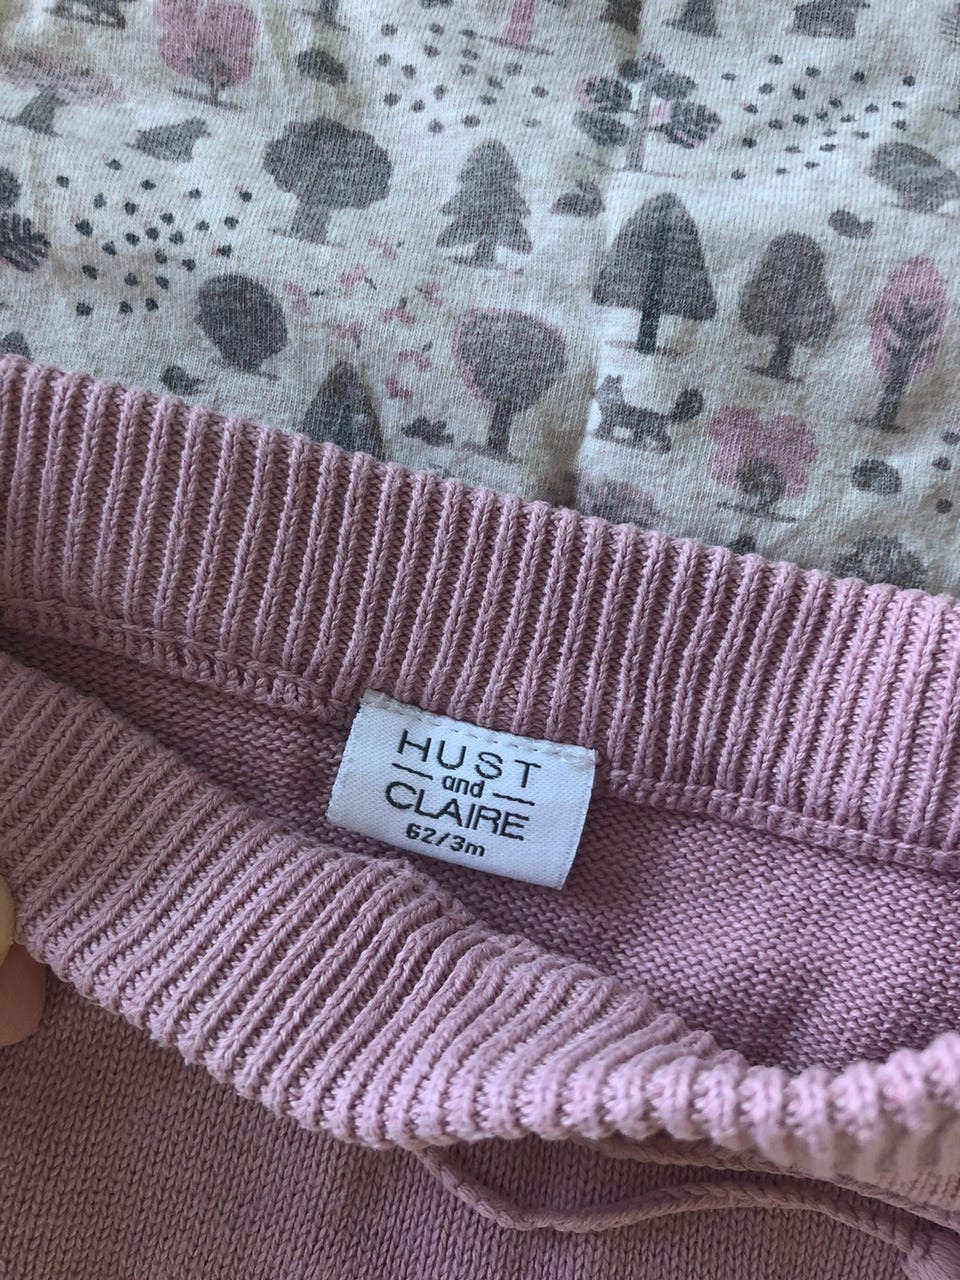 HUST
and
CLAIRE
62/3m